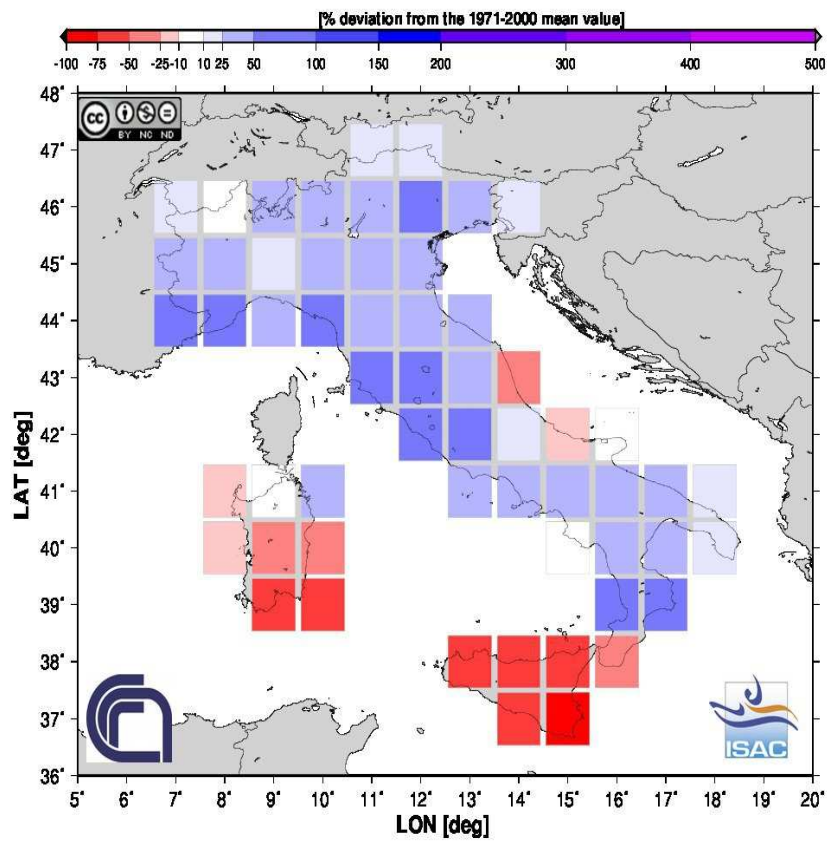 [% deviation from the 1971-2000 mean value]
-100 -75 -50 -25 -10 10 25 50 100 150 200 300 400 500
48°
cc BY NC ND
47°
46°
45°
44°
43°
42°
LAT [deg]
41°
40°
39°
38°
37°
ISAC
36°
5° 6° 7° 8° 9° 10° 11° 12° 13° 14° 15° 16° 17° 18° 19° 20°
LON [deg]